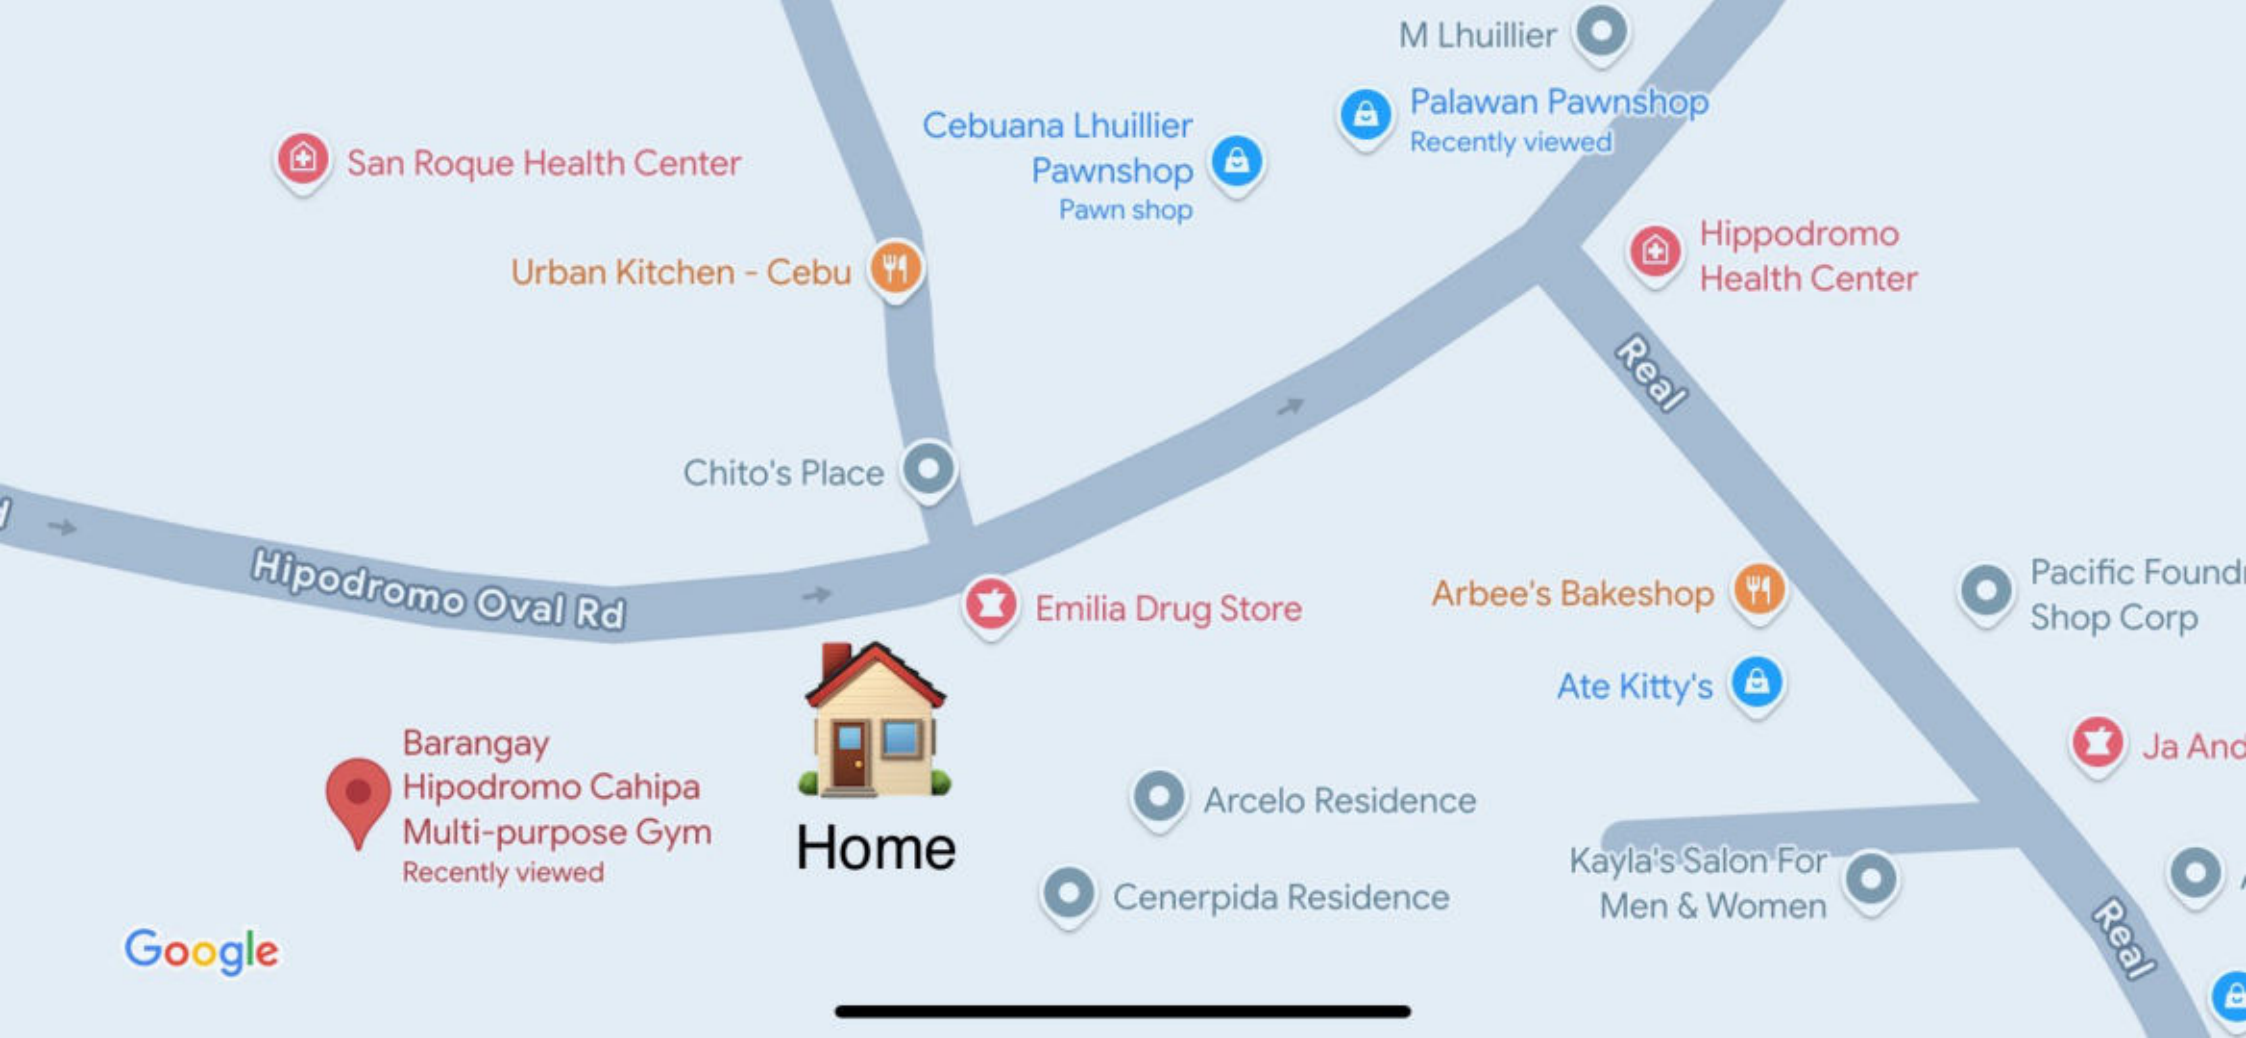 M Lhuillier
Palawan Pawnshop
Recently viewed
Cebuana Lhuillier
Pawnshop
Pawn shop
San Roque Health Center
Hippodromo
Health Center
Urban Kitchen - Cebu
Real
Chito's Place
Hipodromo Oval Rd
Emilia Drug Store
Arbee's Bakeshop
Pacific
Shop Corp
Ate Kitty's
Barangay
Hipodromo Cahipa
Multi-purpose Gym
Recently viewed
Ja
Arcelo Residence
Home
Kayla's Salon For
Men & Women
Cenerpida Residence
Real
Google